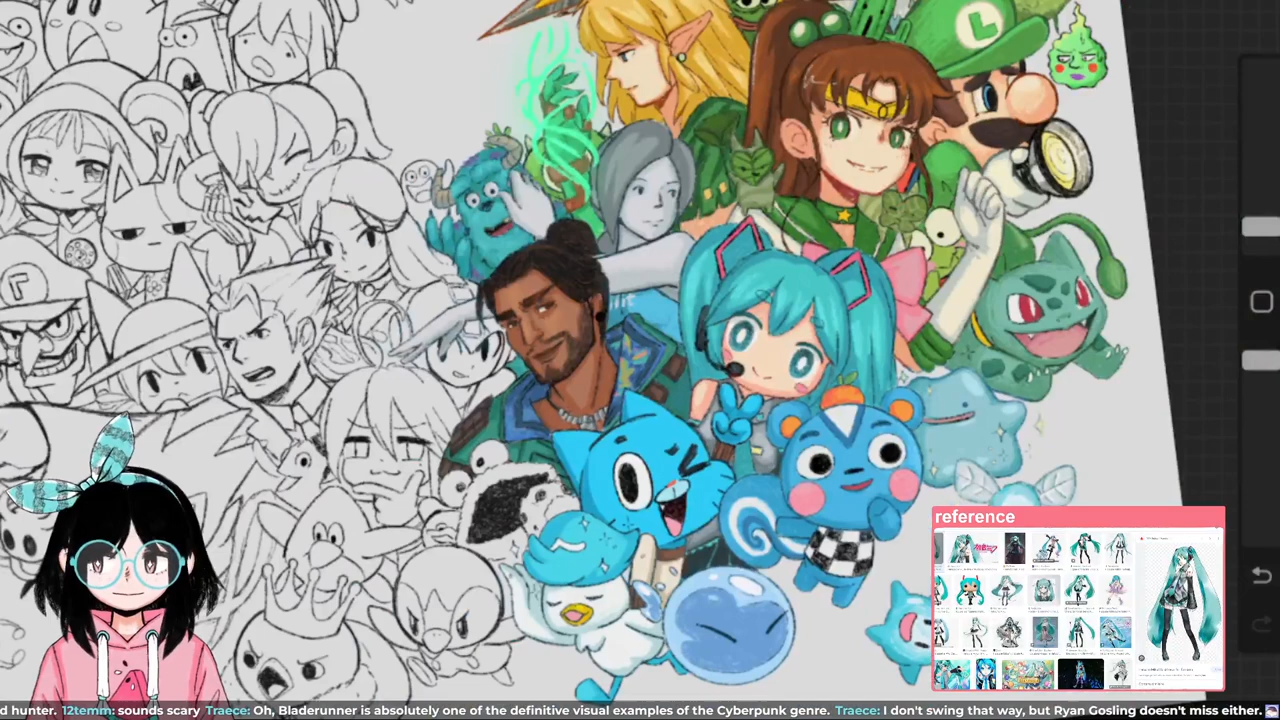 L
reference
d hunter. 12temm: sounds scary Traece: Oh, Bladerunner is absolutely one of the definitive visual examples of the Cyberpunk genre. Traece: I don't swing that way, but Ryan Gosling doesn't miss either.